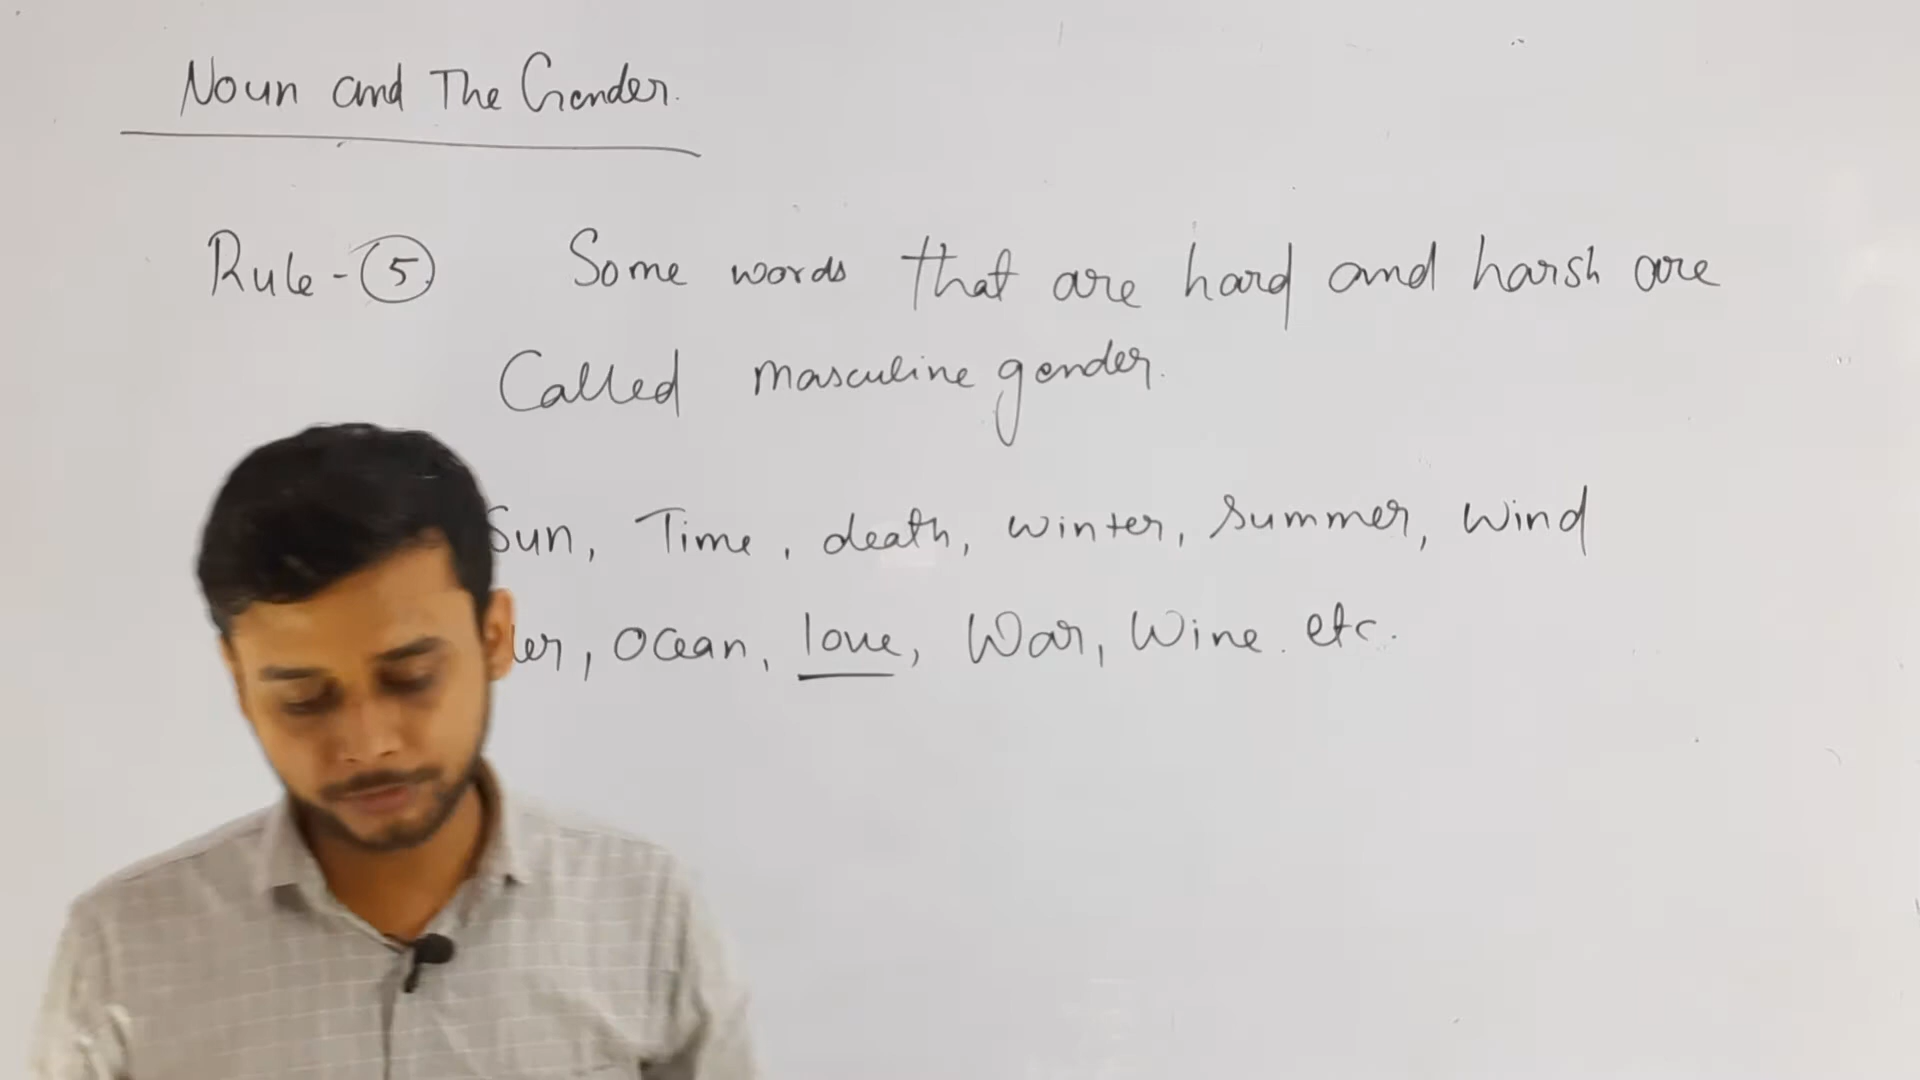 Noun and The Gender.
Rule - 5 Some words that are hard and harsh are
Called masculine gender.
Sun, Time, death, winter, summer, wind
, ocean, love, War, Wine. etc.